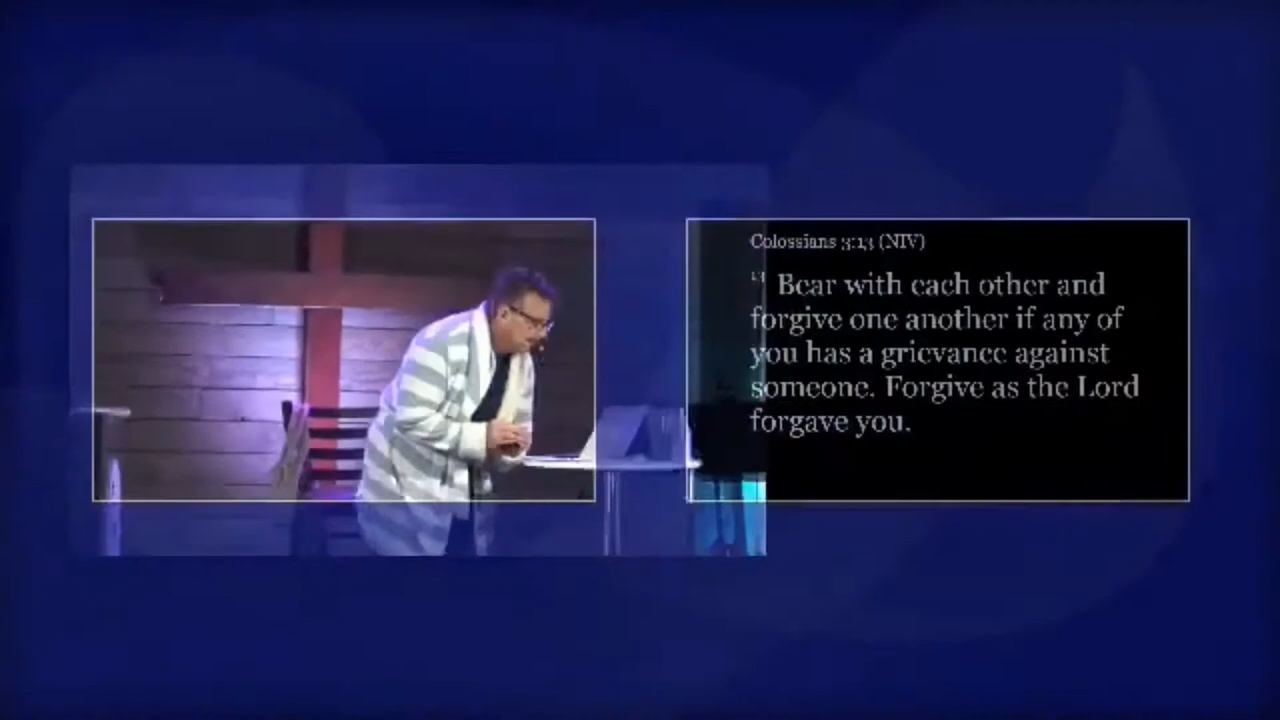 Colossians 3:13 (NIV)
13 Bear with each other and
forgive one another if any of
you has a grievance against
someone. Forgive as the Lord
forgave you.